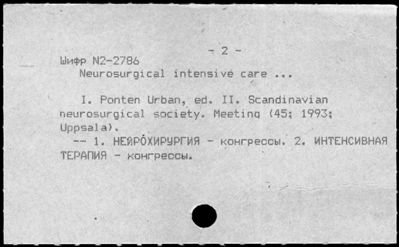 - 2 -
Шифр N2-2786
Neurosurgical intensive care ...
I. Ponten Urban, ed. II. Scandinavian
neurosurgical society. Meeting (45; 1993;
Uppsala).
-- 1. НЕЙРОХИРУРГИЯ - конгрессы. 2. ИНТЕНСИВНАЯ
ТЕРАПИЯ - конгрессы.